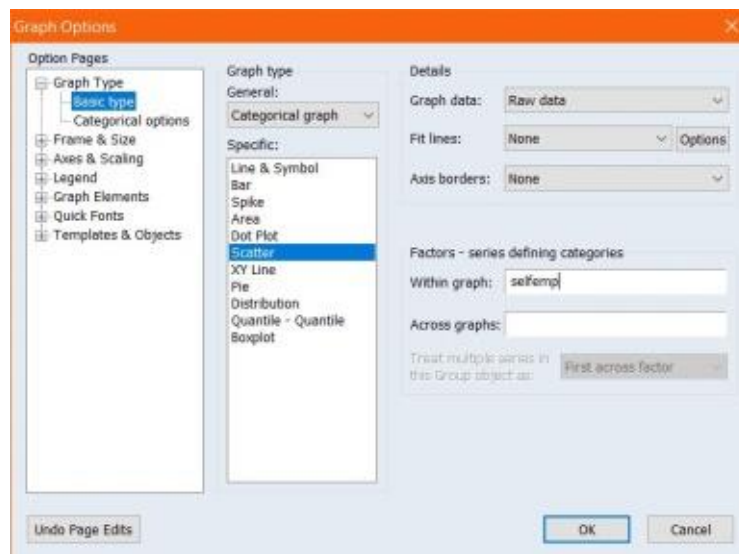 Graph Options
Option Pages
Graph Type
Basic type
Categorical options
Frame & Size
Axes & Scaling
Legend
Graph Elements
Quick Fonts
Templates & Objects
Undo Page Edits
Graph type
General:
Categorical graph
Specific:
Line & Symbol
Bar
Spike
Area
Dot Plot
Scatter
XY Line
Pie
Distribution
Quantile - Quantile
Boxplot
Details
Graph data: Raw data
Fit lines: None Options
Axis borders: None
Factors - series defining categories
Within graph: selfemp
Across graphs:
Treat multiple series in
this Group object as: First across factor
OK Cancel